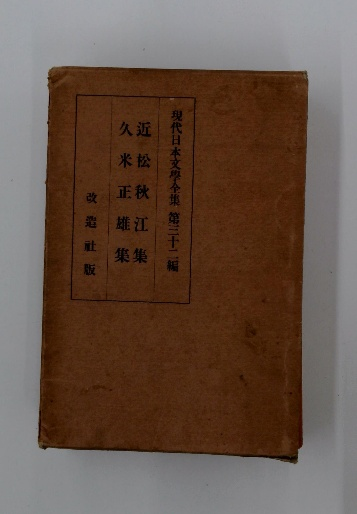 現代日本文學全集 第三十二編
近松秋江集
久米正雄集
改造社版